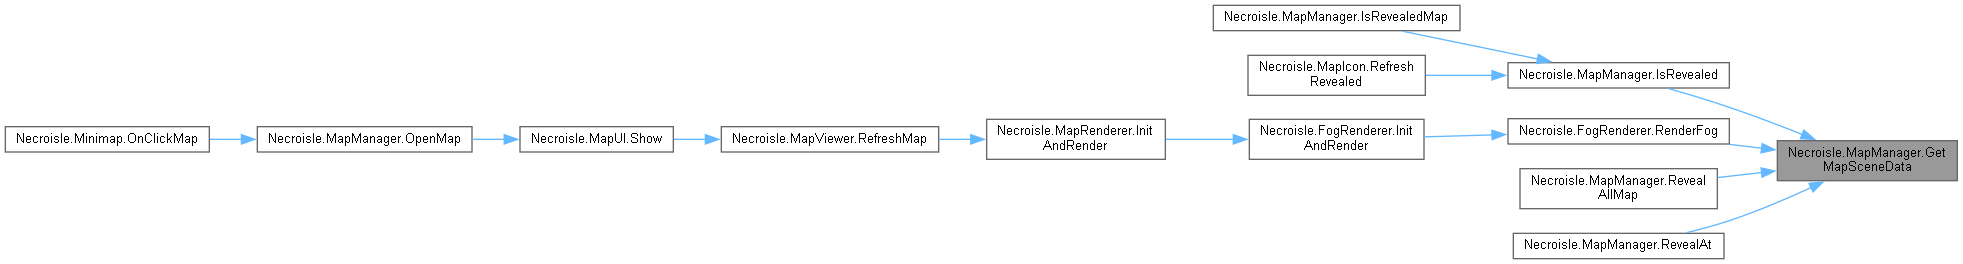 Necroisle.MapManager.IsRevealedMap
Necroisle.MapIcon.Refresh
Revealed
Necroisle.MapManager.IsRevealed
Necroisle.Minimap.OnClickMap
Necroisle.MapManager.OpenMap
Necroisle.MapUI.Show
Necroisle.MapViewer.RefreshMap
Necroisle.MapRenderer.Init
AndRender
Necroisle.FogRenderer.Init
AndRender
Necroisle.FogRenderer.RenderFog
Necroisle.MapManager.Get
MapSceneData
Necroisle.MapManager.Reveal
AllMap
Necroisle.MapManager.RevealAt